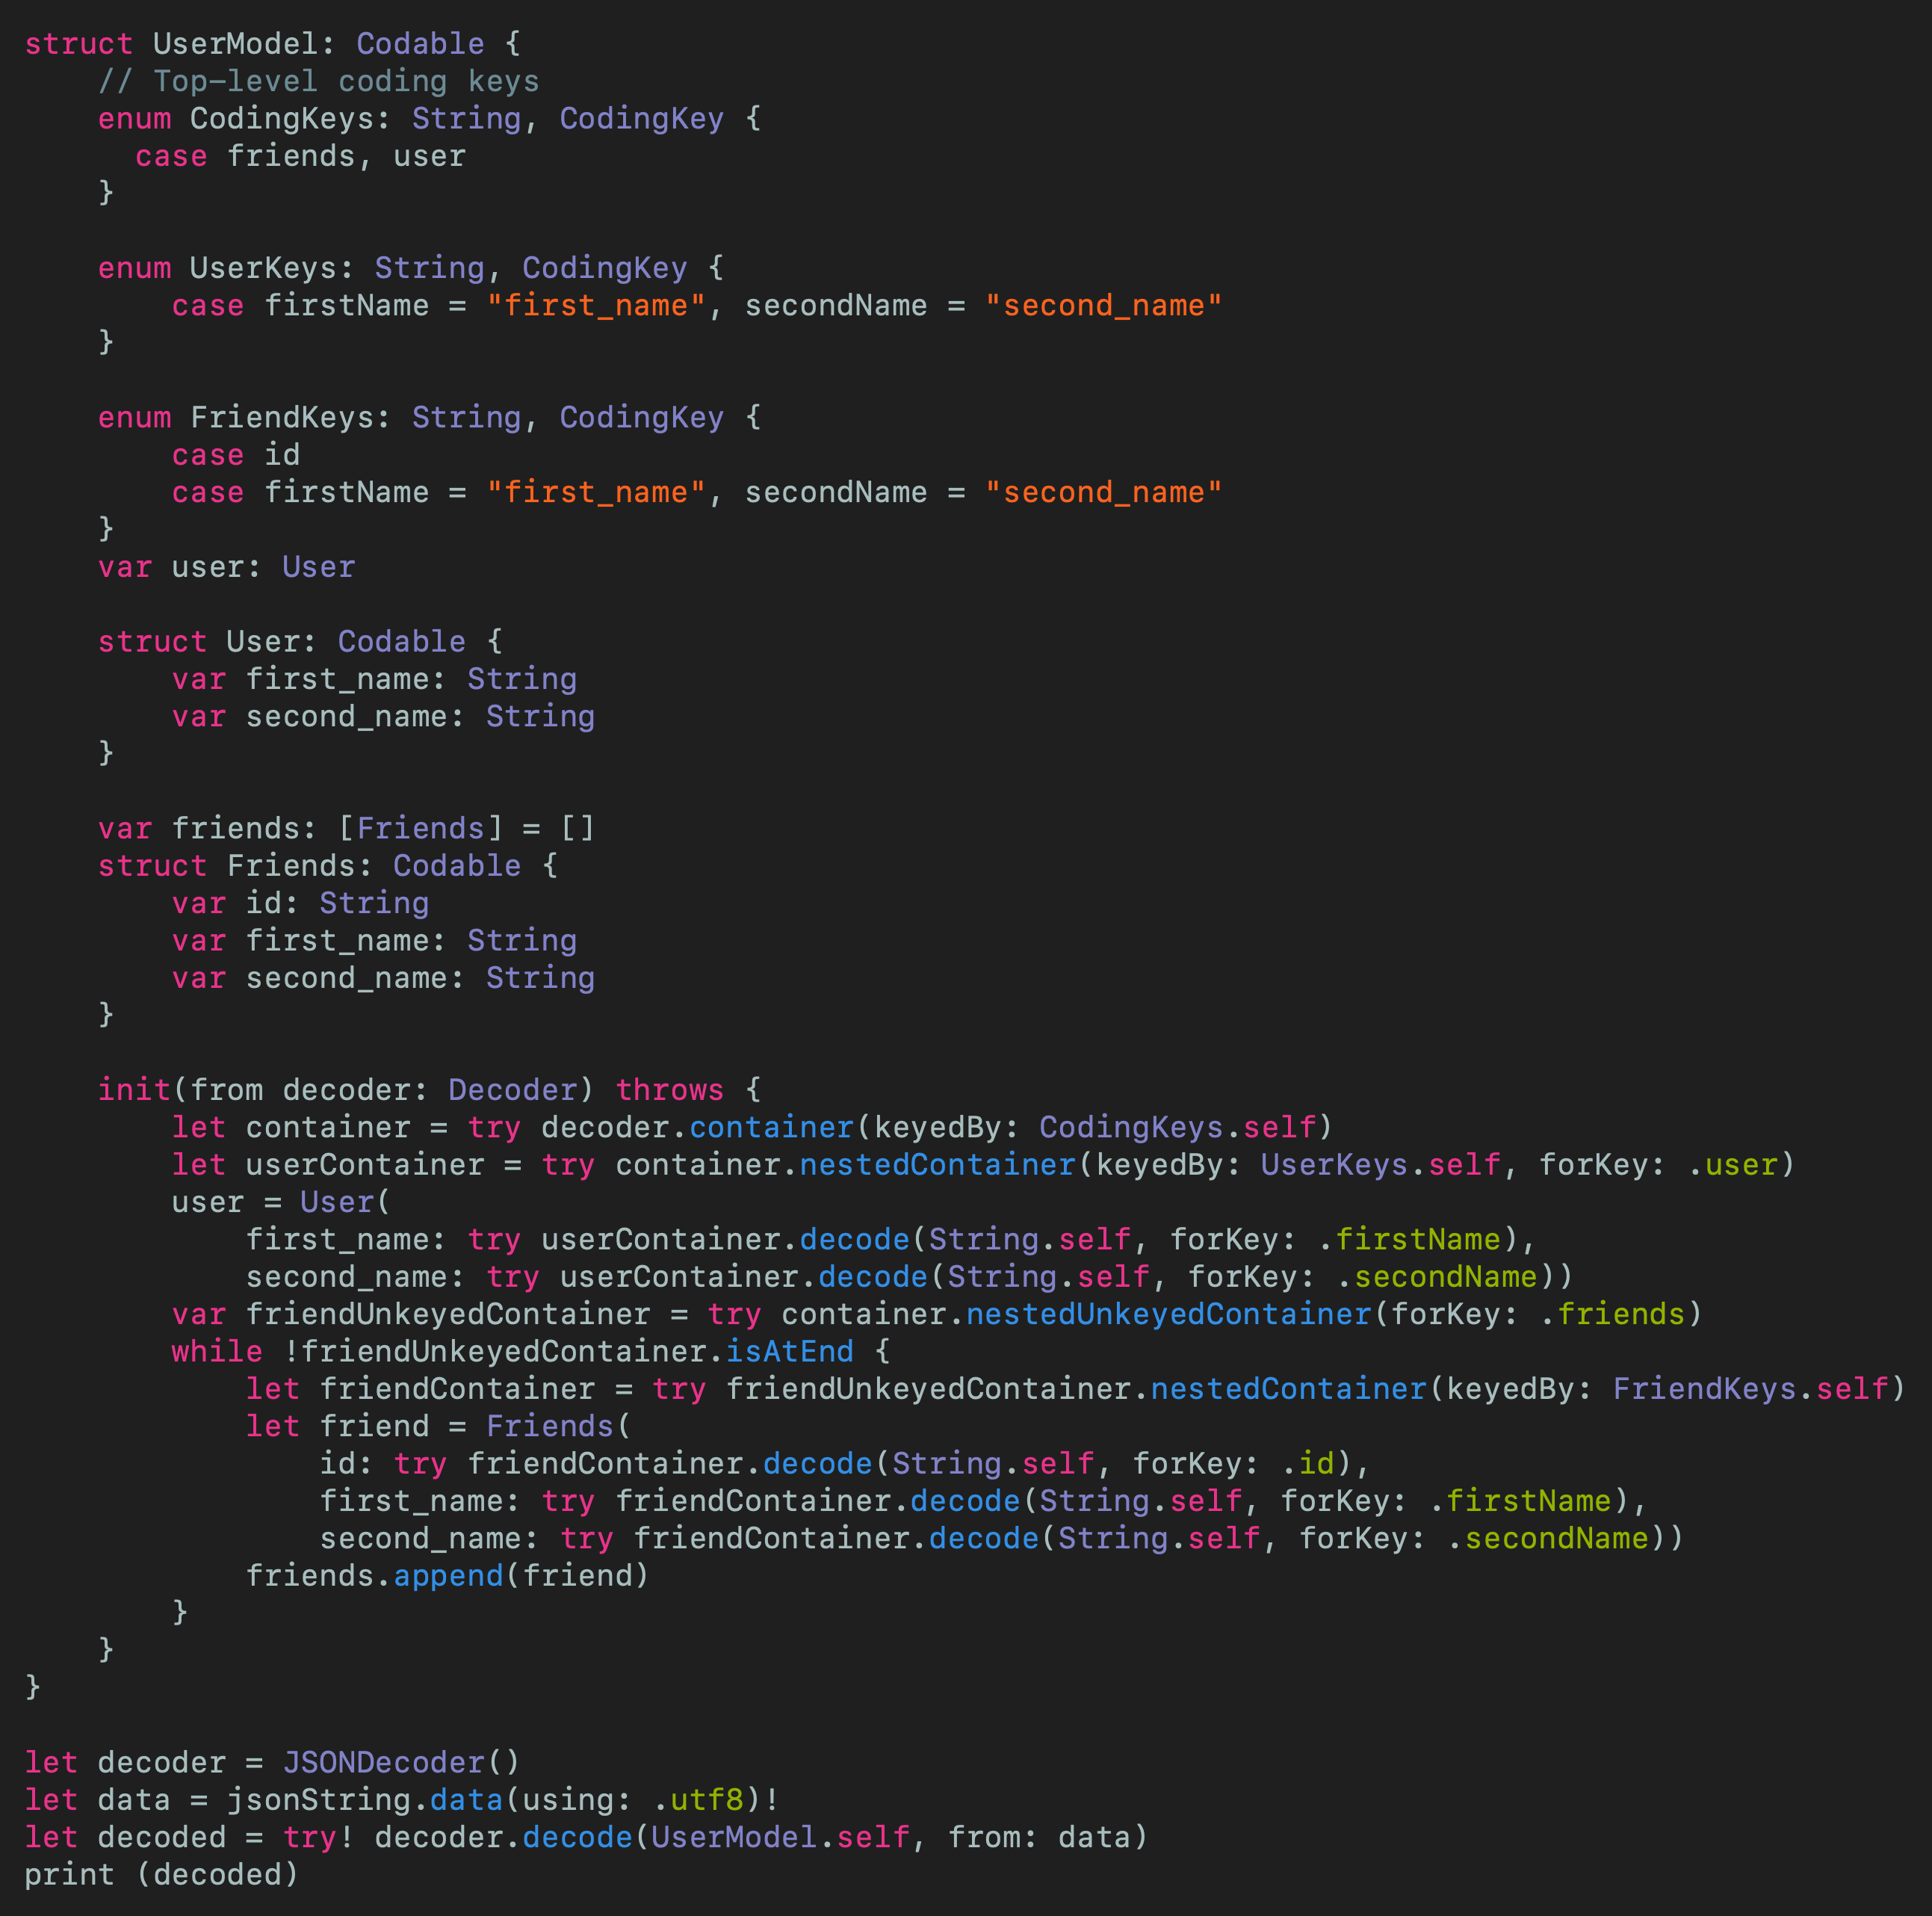 struct UserModel: Codable {
    // Top-level coding keys
    enum CodingKeys: String, CodingKey {
      case friends, user
    }

    enum UserKeys: String, CodingKey {
        case firstName = "first_name", secondName = "second_name"
    }

    enum FriendKeys: String, CodingKey {
        case id
        case firstName = "first_name", secondName = "second_name"
    }
    var user: User

    struct User: Codable {
        var first_name: String
        var second_name: String
    }

    var friends: [Friends] = []
    struct Friends: Codable {
        var id: String
        var first_name: String
        var second_name: String
    }

    init(from decoder: Decoder) throws {
        let container = try decoder.container(keyedBy: CodingKeys.self)
        let userContainer = try container.nestedContainer(keyedBy: UserKeys.self, forKey: .user)
        user = User(
            first_name: try userContainer.decode(String.self, forKey: .firstName),
            second_name: try userContainer.decode(String.self, forKey: .secondName))
        var friendUnkeyedContainer = try container.nestedUnkeyedContainer(forKey: .friends)
        while !friendUnkeyedContainer.isAtEnd {
            let friendContainer = try friendUnkeyedContainer.nestedContainer(keyedBy: FriendKeys.self)
            let friend = Friends(
                id: try friendContainer.decode(String.self, forKey: .id),
                first_name: try friendContainer.decode(String.self, forKey: .firstName),
                second_name: try friendContainer.decode(String.self, forKey: .secondName))
            friends.append(friend)
        }
    }
}

let decoder = JSONDecoder()
let data = jsonString.data(using: .utf8)!
let decoded = try! decoder.decode(UserModel.self, from: data)
print (decoded)